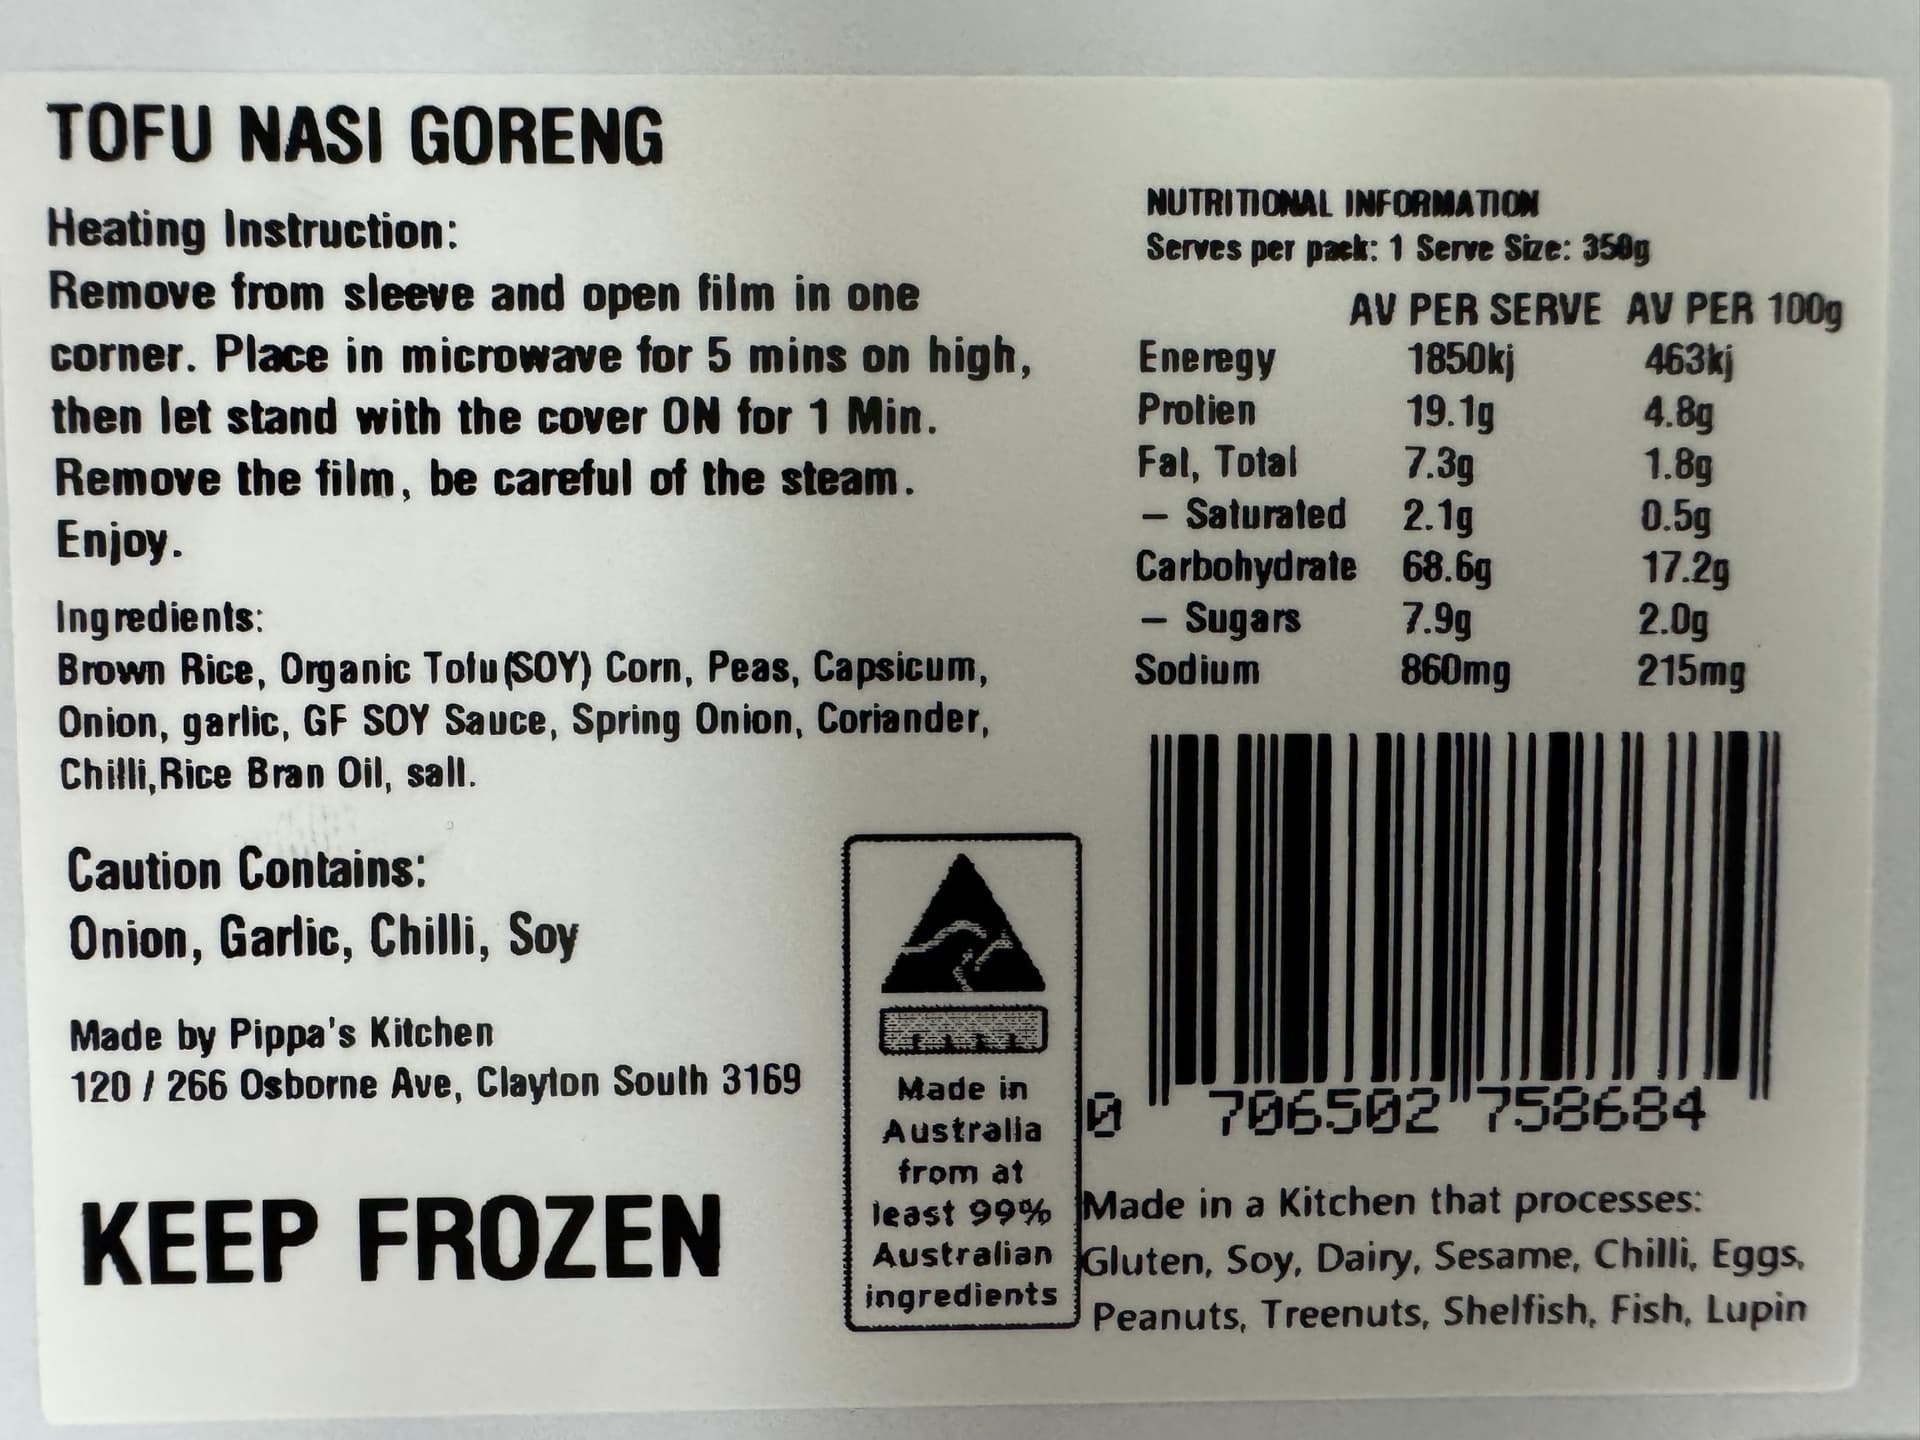 TOFU NASI GORENG
Heating Instruction:
Remove from sleeve and open film in one
corner. Place in microwave for 5 mins on high,
then let stand with the cover ON for 1 Min.
Remove the film, be careful of the steam.
Enjoy.
Ingredients:
Brown Rice, Organic Tofu (SOY) Corn, Peas, Capsicum,
Onion, garlic, GF SOY Sauce, Spring Onion, Coriander,
Chilli, Rice Bran Oil, salt.
Caution Contains:
Onion, Garlic, Chilli, Soy
Made by Pippa's Kitchen
120 / 266 Osborne Ave, Clayton South 3169
KEEP FROZEN
Made in
Australia
from at
least 99%
Australian
ingredients
NUTRITIONAL INFORMATION
Serves per pack: 1 Serve Size: 350g
AV PER SERVE AV PER 100g
Eneregy 1850kj 463kj
Protien 19.1g 4.8g
Fat, Total 7.3g 1.8g
– Saturated 2.1g 0.5g
Carbohydrate 68.6g 17.2g
– Sugars 7.9g 2.0g
Sodium 860mg 215mg
0 706502 758684
Made in a Kitchen that processes:
Gluten, Soy, Dairy, Sesame, Chilli, Eggs,
Peanuts, Treenuts, Shelfish, Fish, Lupin